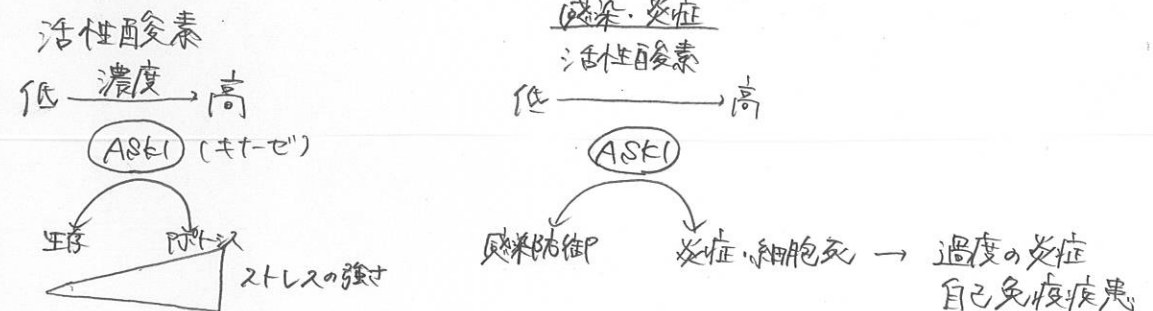 活性酸素
低 濃度 高
ASK1 (キナーゼ)
生存 アポトーシス
ストレスの強さ
感染・炎症
活性酸素
低 高
ASK1
感染防御 炎症・細胞死 → 過度の炎症
自己免疫疾患